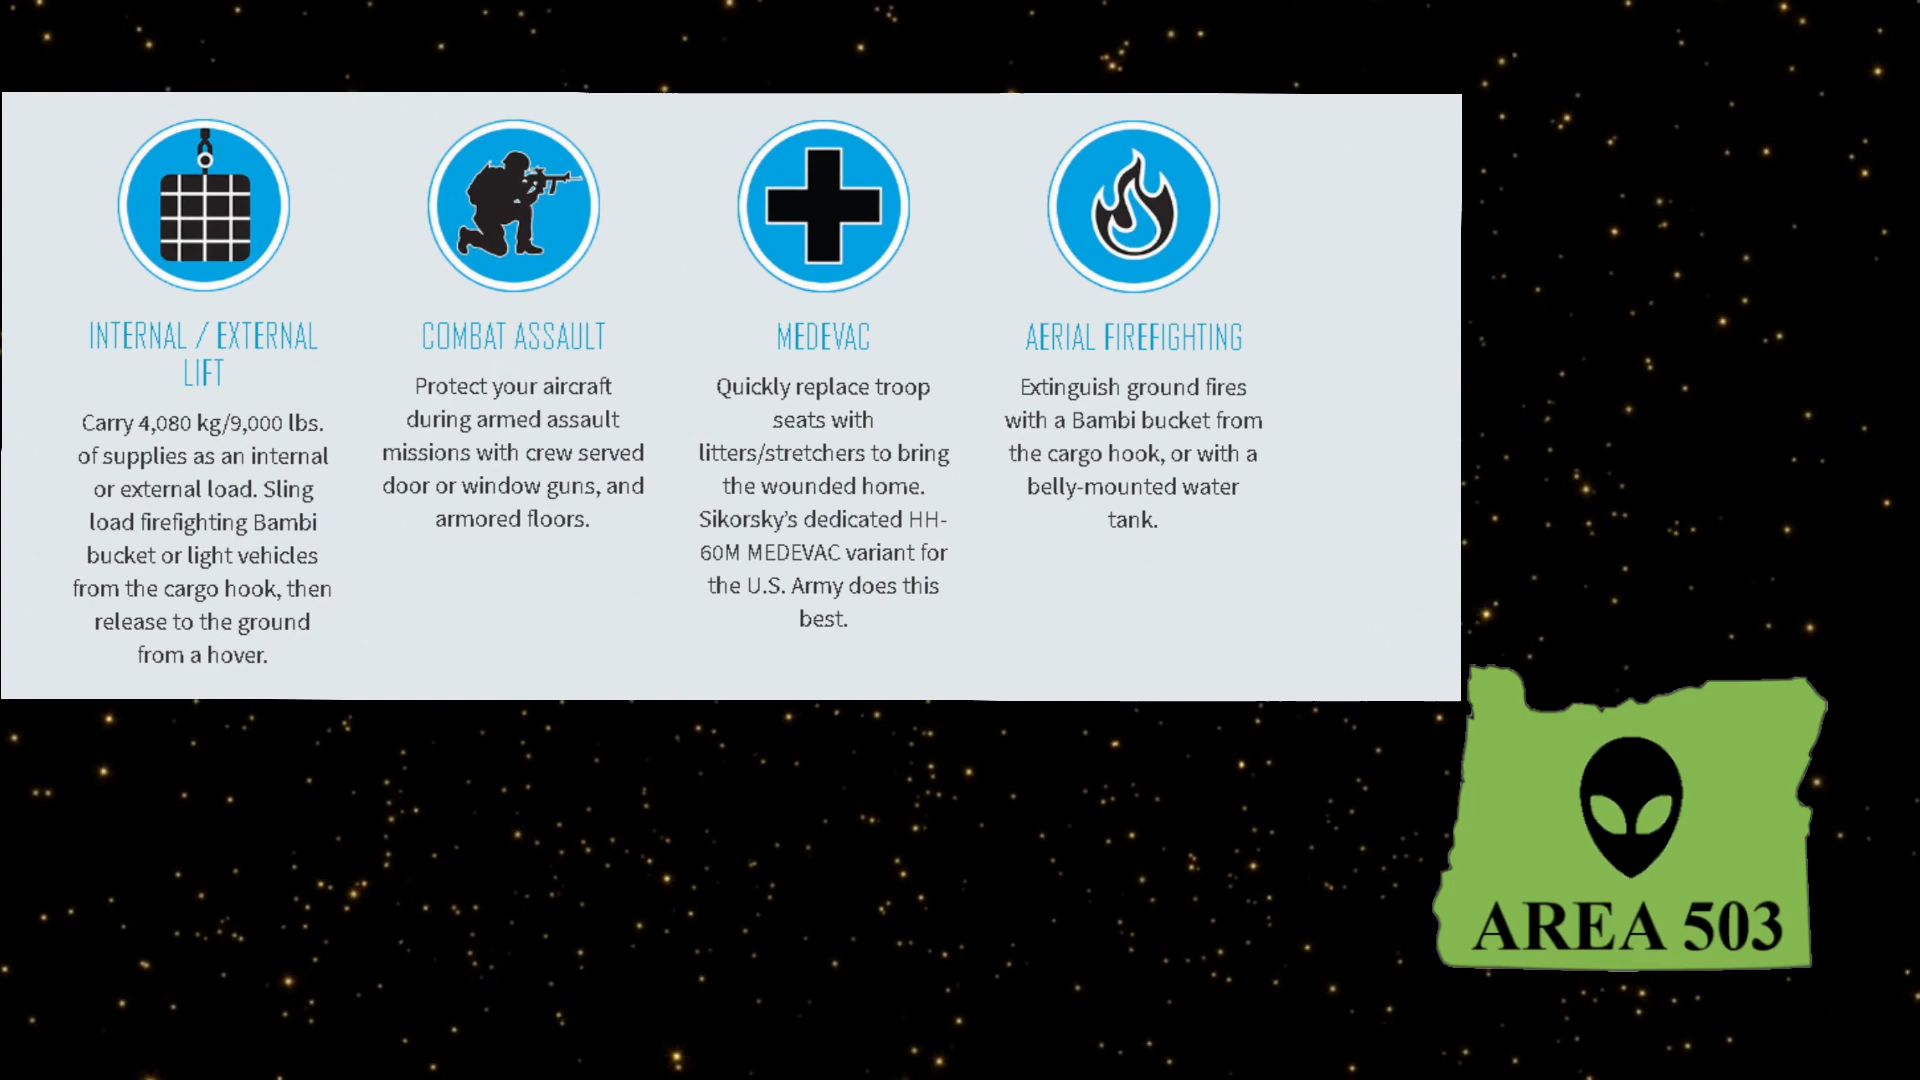 INTERNAL / EXTERNAL
LIFT
Carry 4,080 kg/9,000 lbs.
of supplies as an internal
or external load. Sling
load firefighting Bambi
bucket or light vehicles
from the cargo hook, then
release to the ground
from a hover.
COMBAT ASSAULT
Protect your aircraft
during armed assault
missions with crew served
door or window guns, and
armored floors.
MEDEVAC
Quickly replace troop
seats with
litters/stretchers to bring
the wounded home.
Sikorsky's dedicated HH-
60M MEDEVAC variant for
the U.S. Army does this
best.
AERIAL FIREFIGHTING
Extinguish ground fires
with a Bambi bucket from
the cargo hook, or with a
belly-mounted water
tank.
AREA 503